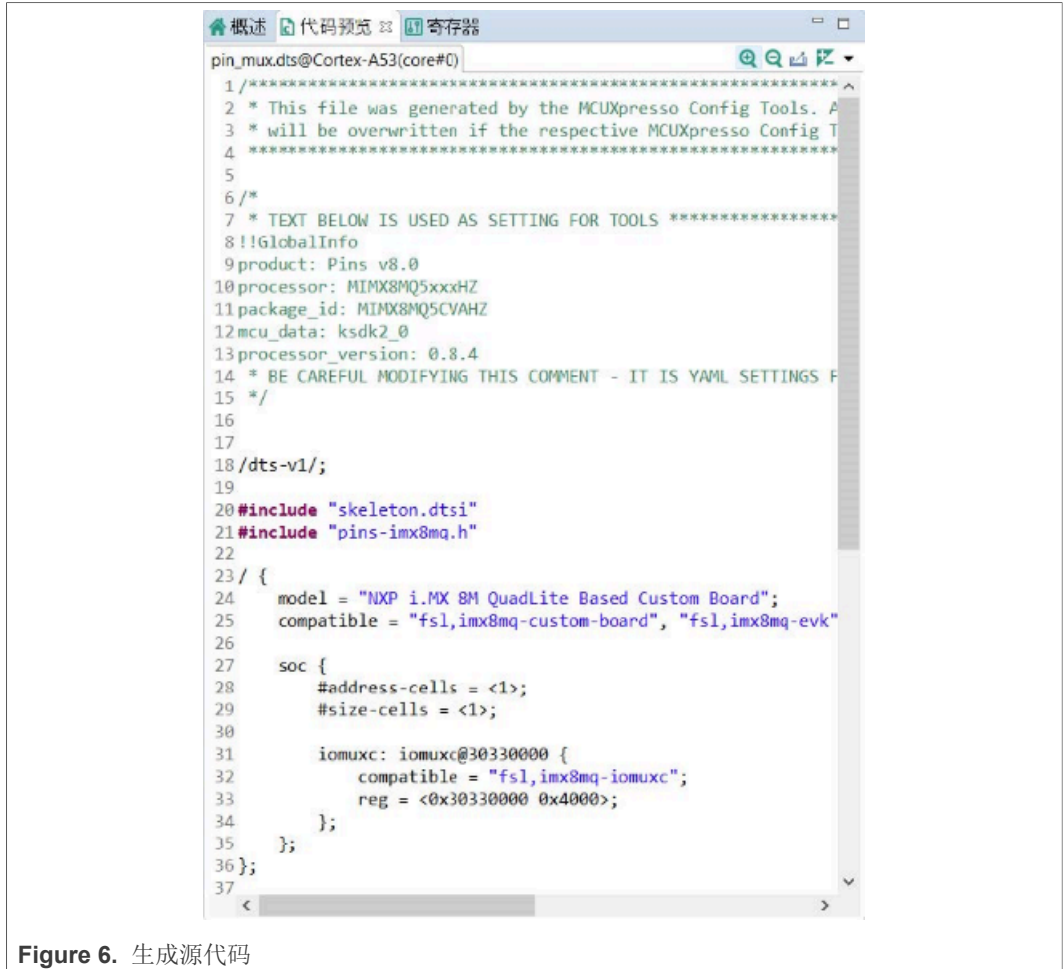 概述 代码预览 寄存器
pin_mux.dts@Cortex-A53(core#0)
1 /***********************************************************
2 * This file was generated by the MCUXpresso Config Tools. A
3 * will be overwritten if the respective MCUXpresso Config T
4 ***********************************************************
5
6 /*
7 * TEXT BELOW IS USED AS SETTING FOR TOOLS *****************
8 !!GlobalInfo
9 product: Pins v8.0
10 processor: MIMX8MQ5xxxHZ
11 package_id: MIMX8MQ5CVAHZ
12 mcu_data: ksdk2_0
13 processor_version: 0.8.4
14 * BE CAREFUL MODIFYING THIS COMMENT - IT IS YAML SETTINGS F
15 */
16
17
18 /dts-v1/;
19
20 #include "skeleton.dtsi"
21 #include "pins-imx8mq.h"
22
23 / {
24 model = "NXP i.MX 8M QuadLite Based Custom Board";
25 compatible = "fsl,imx8mq-custom-board", "fsl,imx8mq-evk"
26
27 soc {
28 #address-cells = <1>;
29 #size-cells = <1>;
30
31 iomuxc: iomuxc@30330000 {
32 compatible = "fsl,imx8mq-iomuxc";
33 reg = <0x30330000 0x4000>;
34 };
35 };
36 };
37
Figure 6. 生成源代码